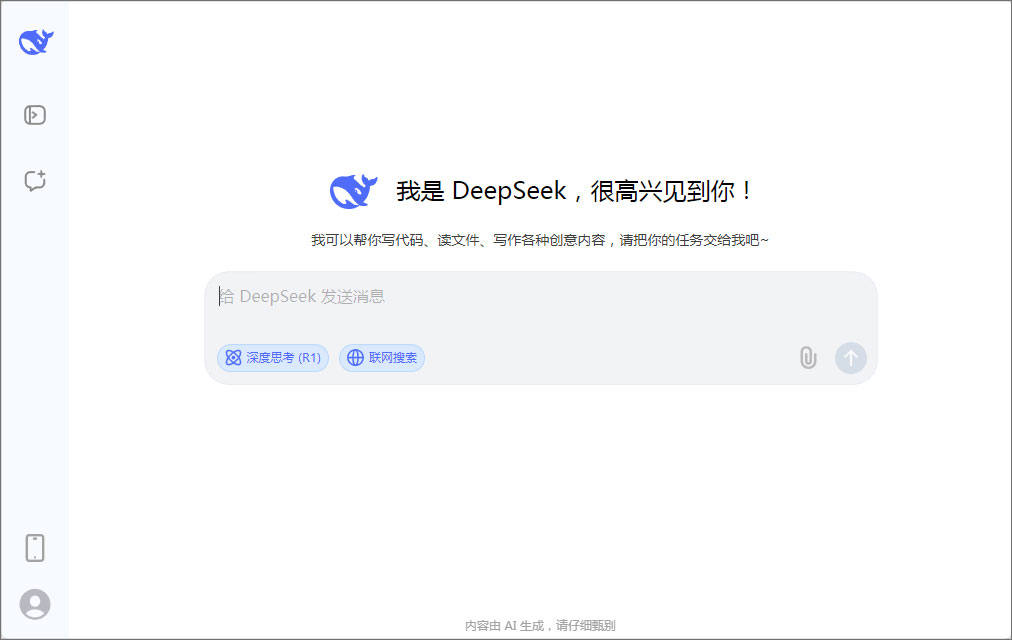 我是 DeepSeek，很高兴见到你！
我可以帮你写代码、读文件、写作各种创意内容，请把你的任务交给我吧~
给 DeepSeek 发送消息
深度思考 (R1) 联网搜索
内容由 AI 生成，请仔细甄别